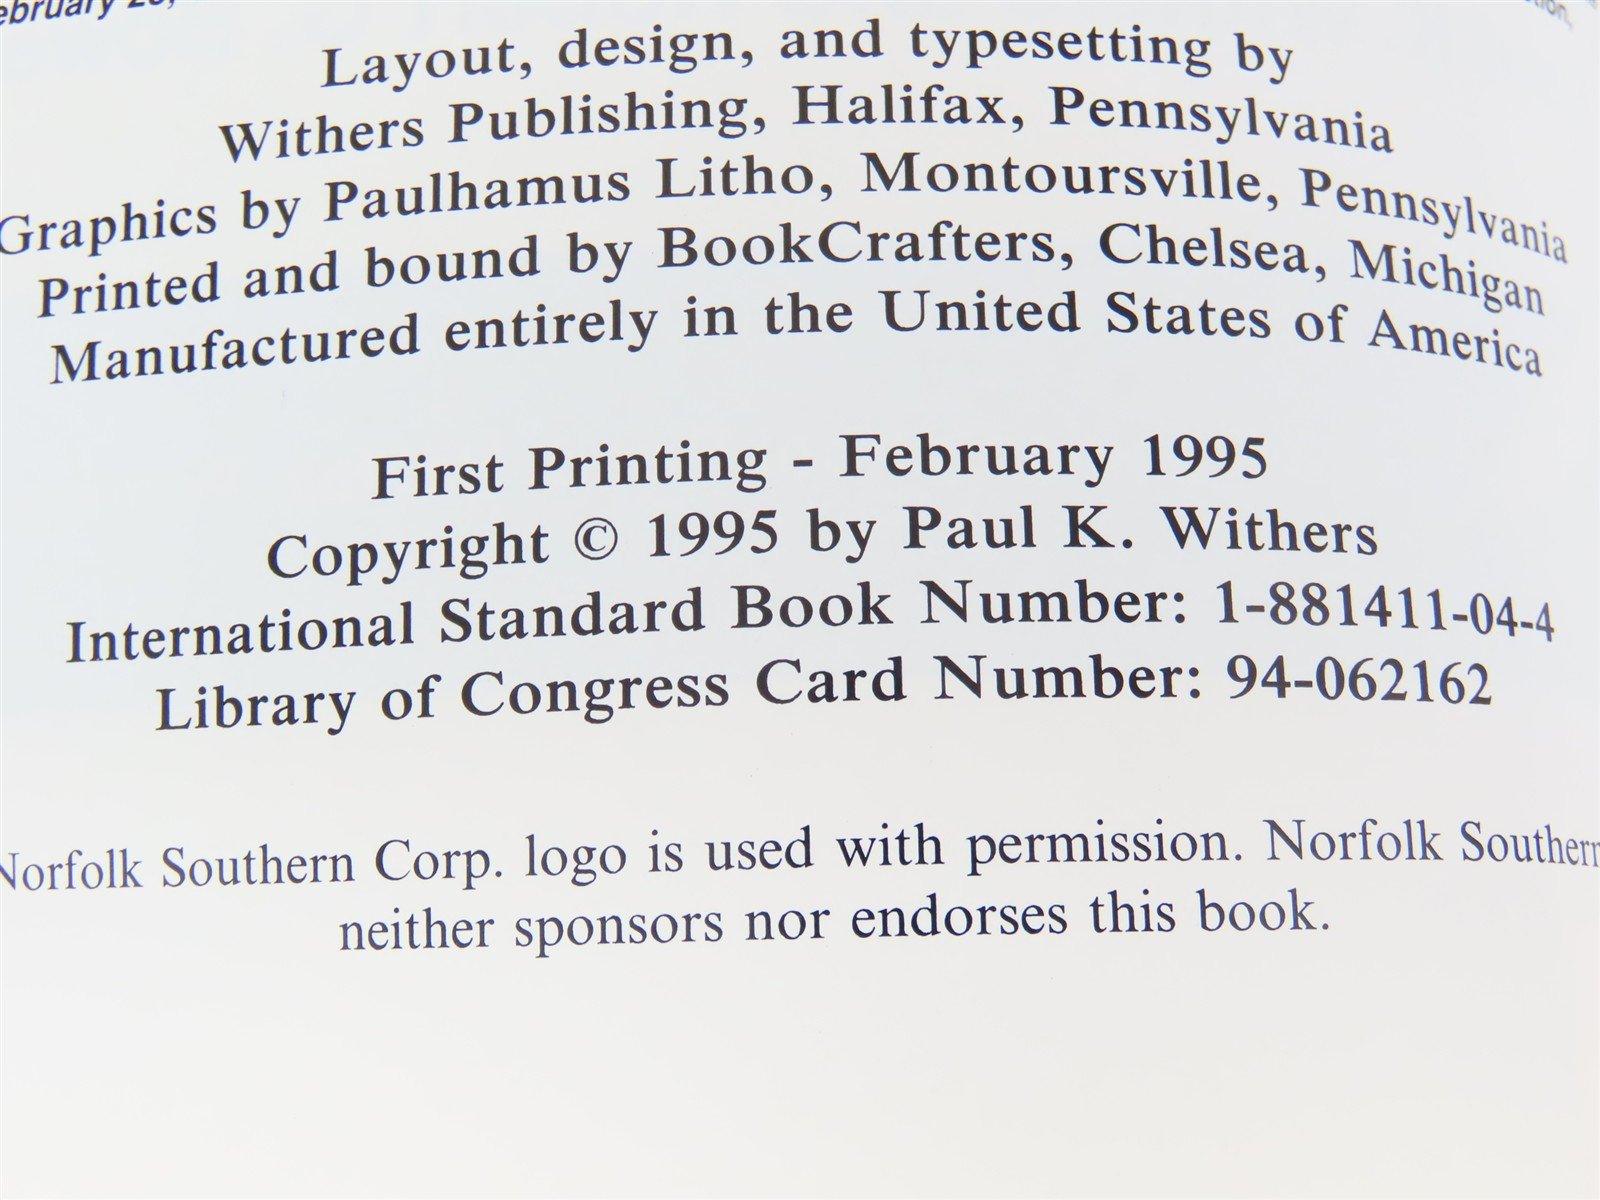 Layout, design, and typesetting by
Withers Publishing, Halifax, Pennsylvania
Graphics by Paulhamus Litho, Montoursville, Pennsylvania
Printed and bound by BookCrafters, Chelsea, Michigan
Manufactured entirely in the United States of America
First Printing - February 1995
Copyright © 1995 by Paul K. Withers
International Standard Book Number: 1-881411-04-4
Library of Congress Card Number: 94-062162
Norfolk Southern Corp. logo is used with permission. Norfolk Southern
neither sponsors nor endorses this book.